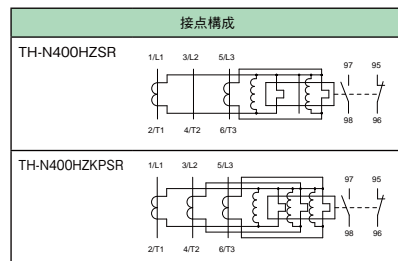 接点構成
TH-N400HZSR
1/L1 3/L2 5/L3
97 95
98 96
2/T1 4/T2 6/T3
TH-N400HZKPSR
1/L1 3/L2 5/L3
97 95
98 96
2/T1 4/T2 6/T3